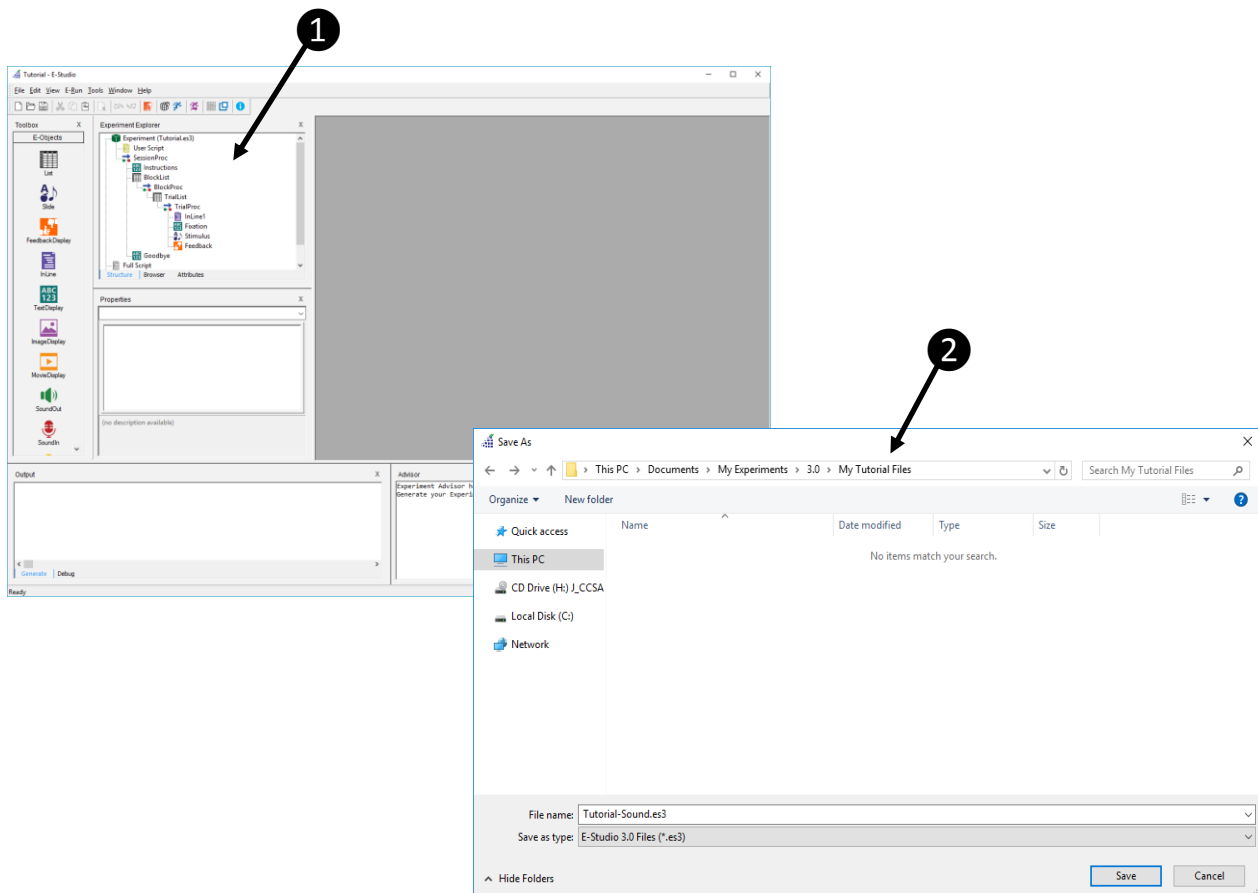 1
Tutorial - E-Studio
File Edit View E-Run Tools Window Help
Toolbox X
E-Objects
List
Slide
FeedbackDisplay
InLine
ABC
123
TextDisplay
ImageDisplay
MovieDisplay
SoundOut
SoundIn
Experiment Explorer X
Experiment (Tutorial.es3)
User Script
SessionProc
Instructions
BlockList
BlockProc
TrialList
TrialProc
InLine1
Fixation
Stimulus
Feedback
Goodbye
Full Script
Structure Browser Attributes
Properties X
(no description available)
Output X
Generate Debug
Advisor
Experiment Advisor h
Generate your Experi
Ready
2
Save As
This PC > Documents > My Experiments > 3.0 > My Tutorial Files
Search My Tutorial Files
Organize New folder
Quick access
This PC
CD Drive (H:) J_CCSA
Local Disk (C:)
Network
Name Date modified Type Size
No items match your search.
File name: Tutorial-Sound.es3
Save as type: E-Studio 3.0 Files (*.es3)
Hide Folders
Save Cancel